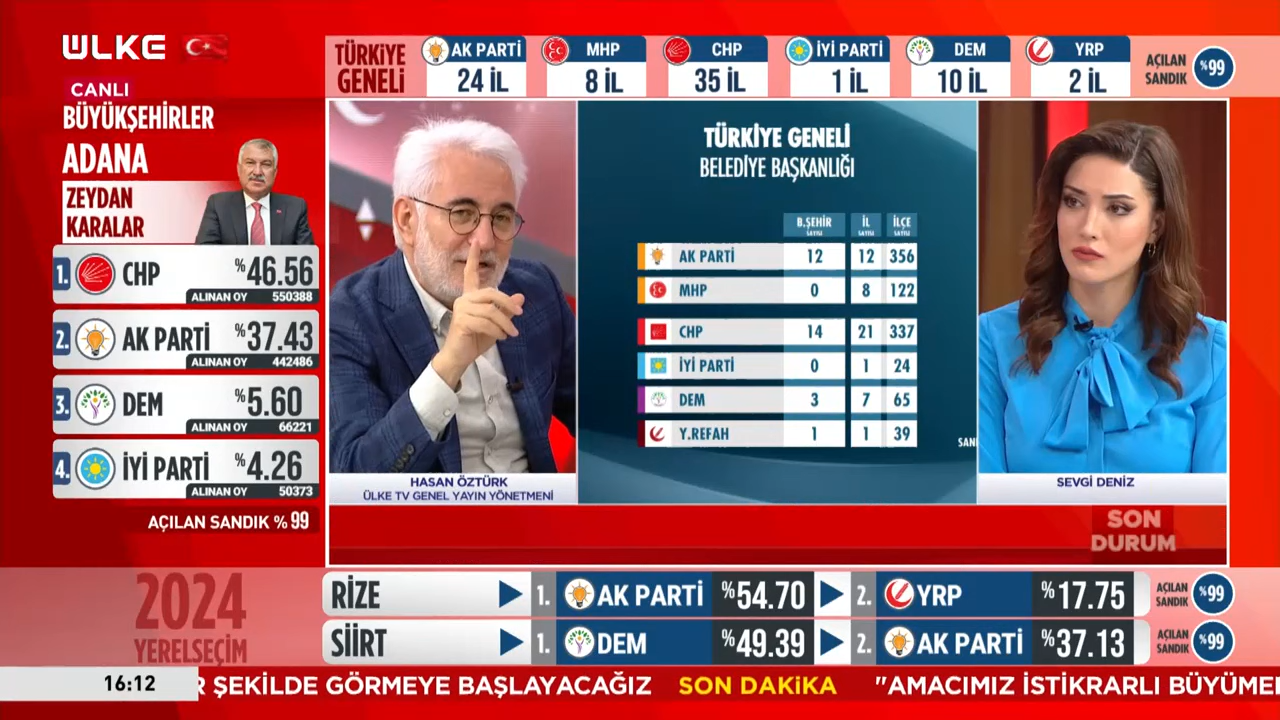 ÜLKE
CANLI
BÜYÜKŞEHİRLER
ADANA
ZEYDAN
KARALAR
1. CHP %46.56
ALINAN OY 550388
2. AK PARTİ %37.43
ALINAN OY 442486
3. DEM %5.60
ALINAN OY 66221
4. İYİ PARTİ %4.26
ALINAN OY 50373
AÇILAN SANDIK % 99
TÜRKİYE
GENELİ
AK PARTİ
24 İL
MHP
8 İL
CHP
35 İL
İYİ PARTİ
1 İL
DEM
10 İL
YRP
2 İL
AÇILAN
SANDIK
%99
TÜRKİYE GENELİ
BELEDİYE BAŞKANLIĞI
B.ŞEHİR İL İLÇE
SAYISI SAYISI SAYISI
AK PARTİ 12 12 356
MHP 0 8 122
CHP 14 21 337
İYİ PARTİ 0 1 24
DEM 3 7 65
Y.REFAH 1 1 39
SAN
HASAN ÖZTÜRK
ÜLKE TV GENEL YAYIN YÖNETMENİ
SEVGİ DENİZ
SON
DURUM
2024
YERELSEÇİM
RİZE 1. AK PARTİ %54.70 2. YRP %17.75 AÇILAN SANDIK %99
SİİRT 1. DEM %49.39 2. AK PARTİ %37.13 AÇILAN SANDIK %99
16:12 R ŞEKİLDE GÖRMEYE BAŞLAYACAĞIZ SON DAKİKA "AMACIMIZ İSTİKRARLI BÜYÜME